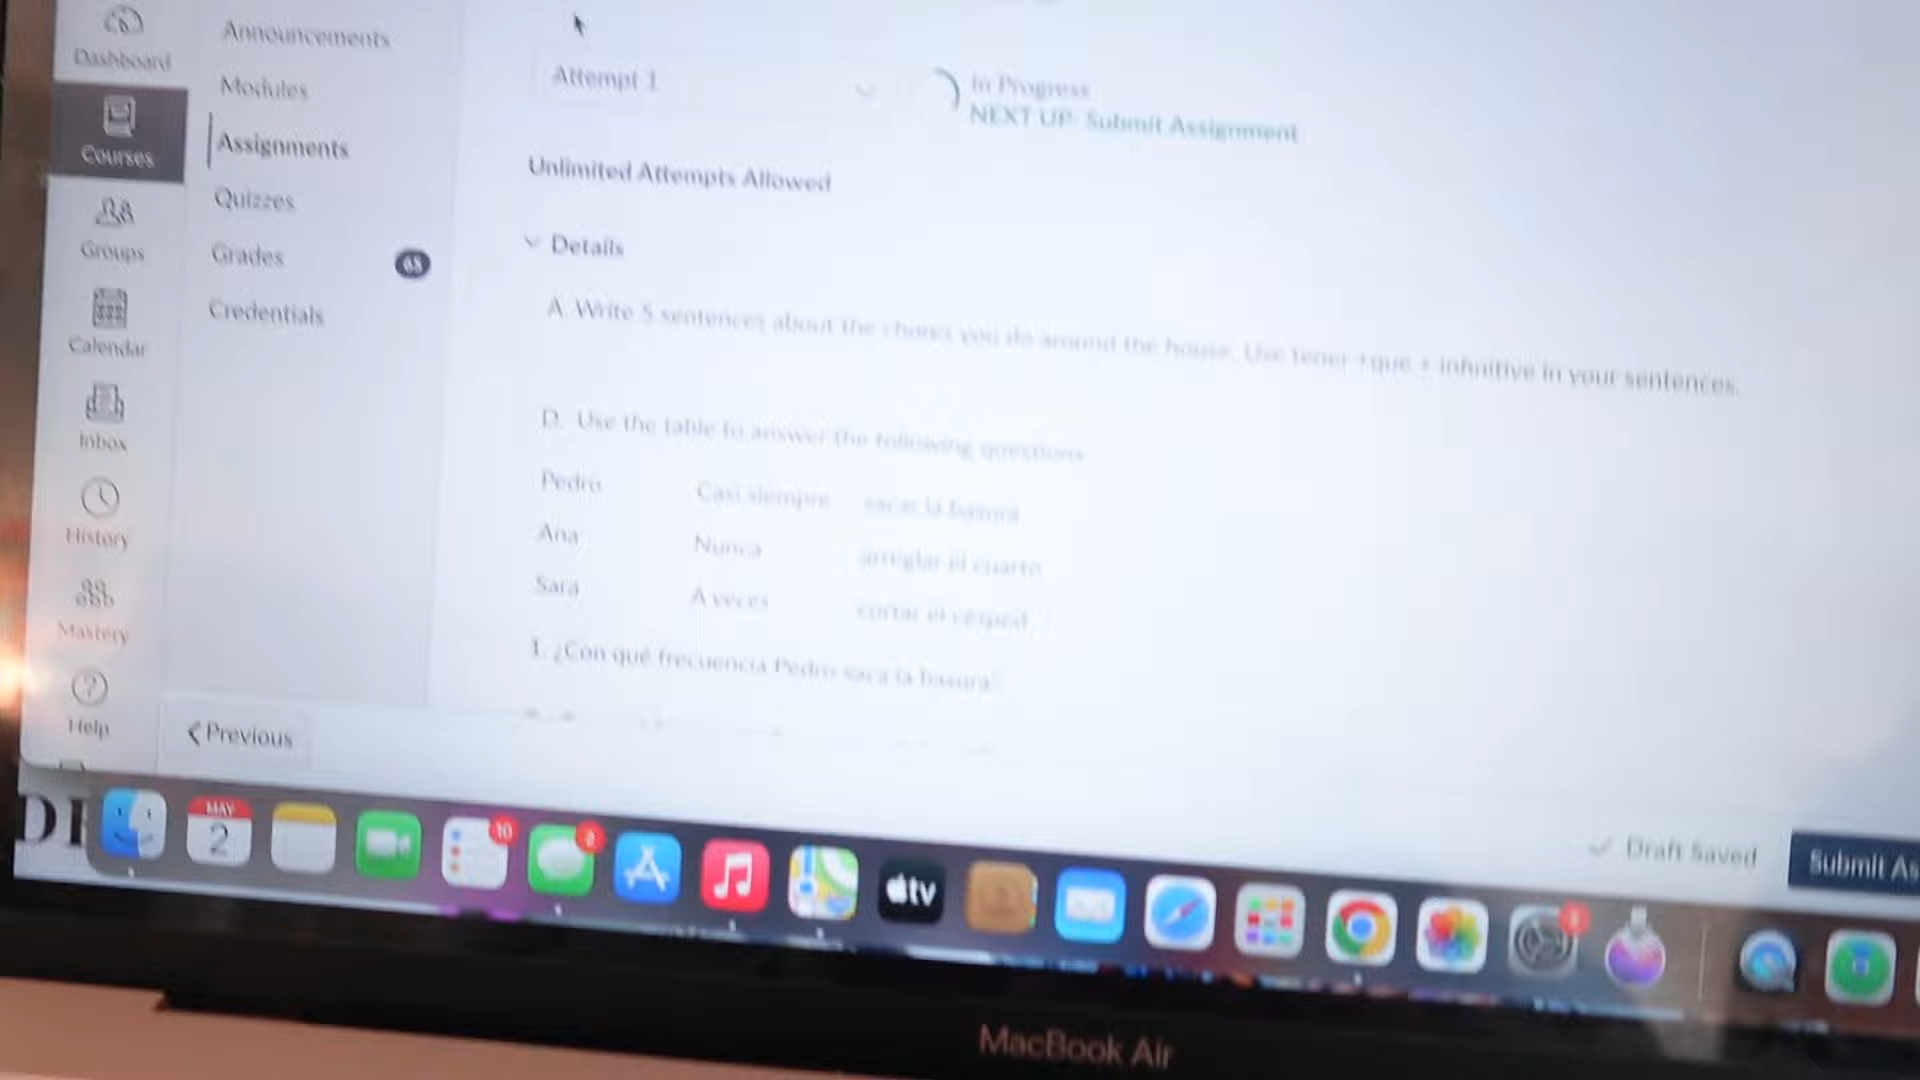 Dashboard
Courses
Groups
Calendar
Inbox
History
Mastery
Help
Announcements
Modules
Assignments
Quizzes
Grades 65
Credentials
Previous
Attempt 1
In Progress
NEXT UP: Submit Assignment
Unlimited Attempts Allowed
Details
A. Write 5 sentences about the chores you do around the house. Use tener +que + infinitive in your sentences.
D. Use the table to answer the following questions
Pedro Casi siempre sacar la basura
Ana Nunca arreglar el cuarto
Sara A veces cortar el césped
1. ¿Con qué frecuencia Pedro saca la basura?
Draft Saved
Submit As
MAY
2
10
tv
MacBook Air